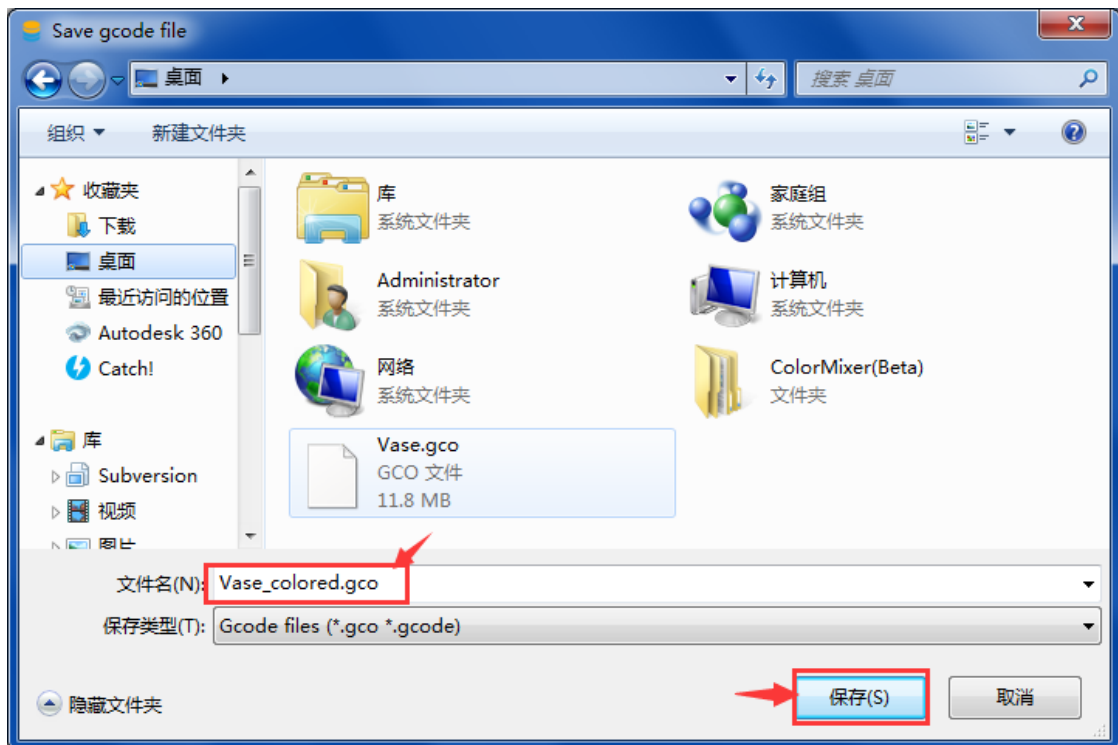 Save gcode file
桌面
搜索 桌面
组织
新建文件夹
收藏夹
下载
桌面
最近访问的位置
Autodesk 360
Catch!
库
Subversion
视频
图片
库
系统文件夹
家庭组
系统文件夹
Administrator
系统文件夹
计算机
系统文件夹
网络
系统文件夹
ColorMixer(Beta)
文件夹
Vase.gco
GCO 文件
11.8 MB
文件名(N): Vase_colored.gco
保存类型(T): Gcode files (*.gco *.gcode)
隐藏文件夹
保存(S)
取消